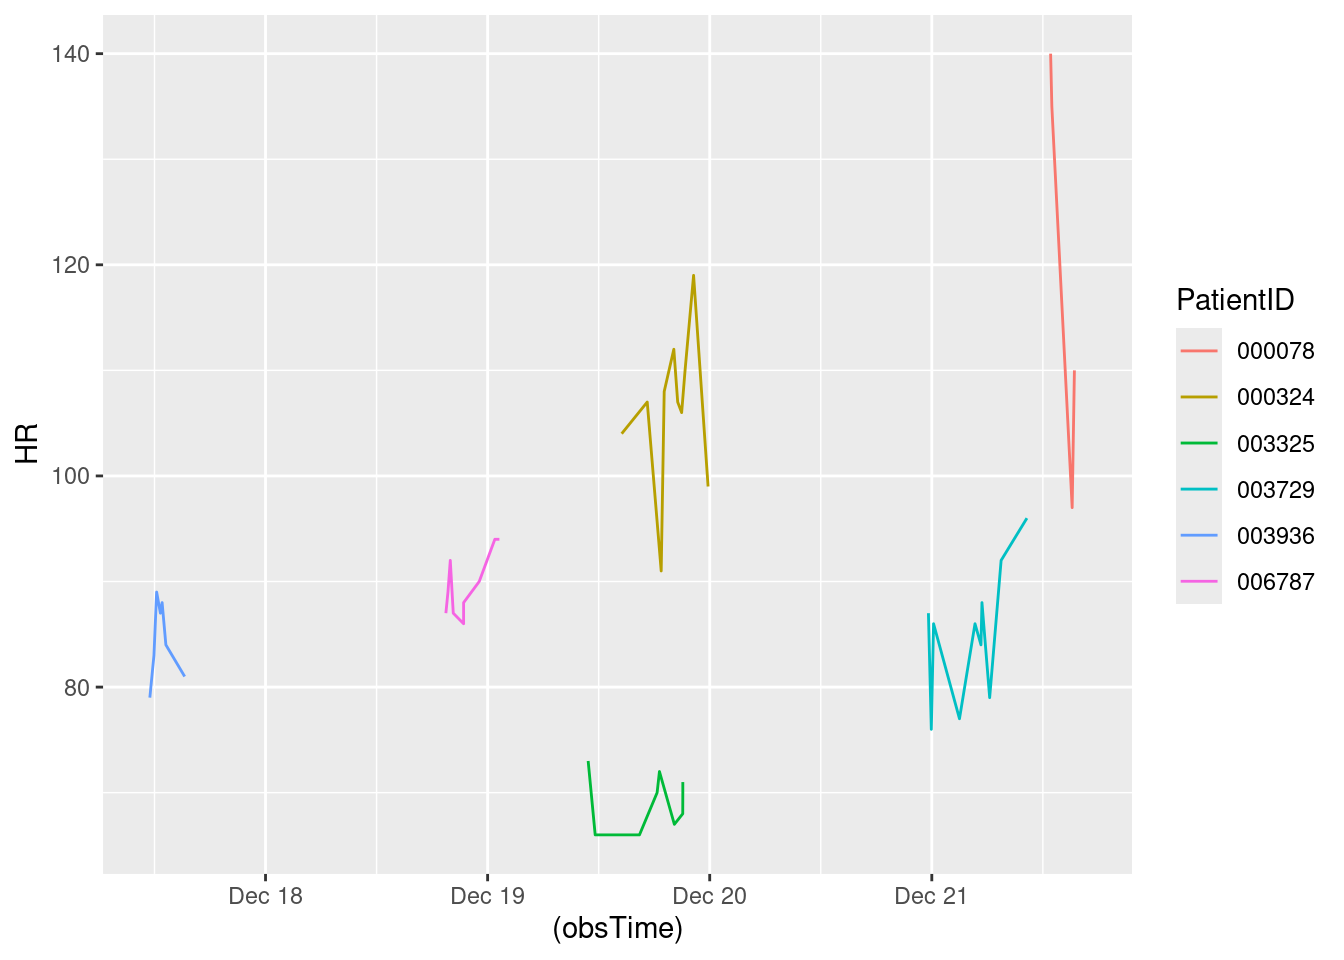 140
120
100
80
HR
Dec 18
Dec 19
Dec 20
Dec 21
(obsTime)
PatientID
000078
000324
003325
003729
003936
006787